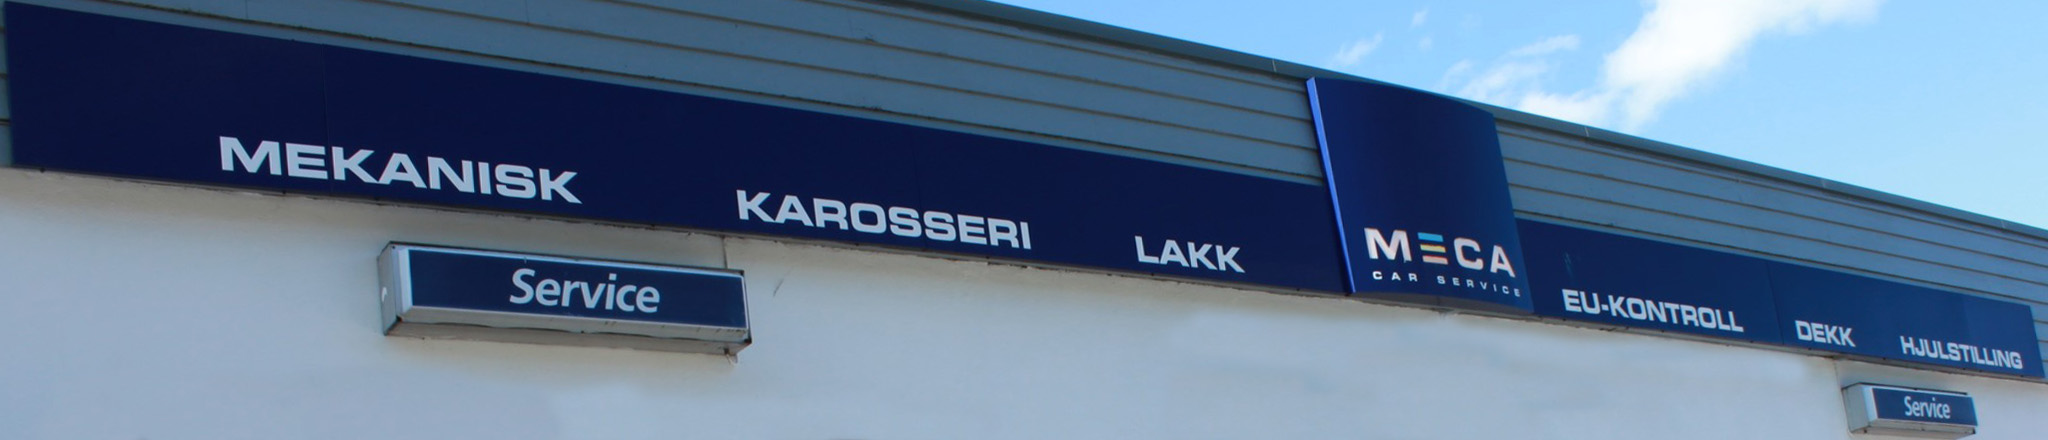 MEKANISK
KAROSSERI
LAKK
MECA
CAR SERVICE
EU-KONTROLL
DEKK
HJULSTILLING
Service
Service